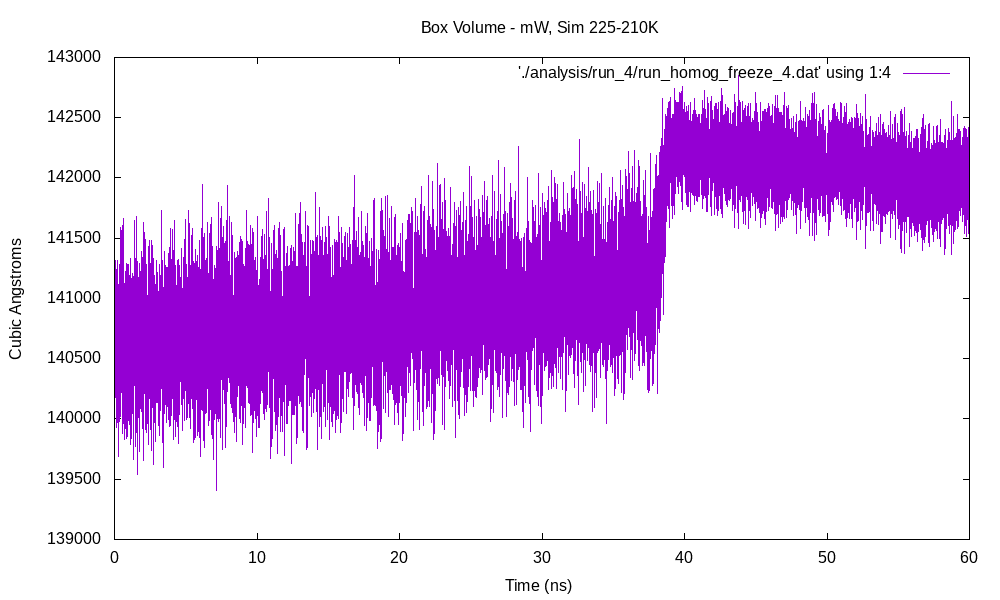 Box Volume - mW, Sim 225-210K
'./analysis/run_4/run_homog_freeze_4.dat' using 1:4
143000
142500
142000
141500
141000
140500
140000
139500
139000
Cubic Angstroms
0 10 20 30 40 50 60
Time (ns)